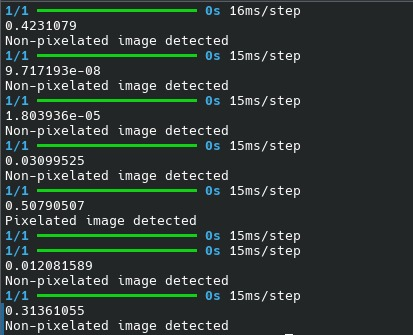 1/1 0s 16ms/step
0.4231079
Non-pixelated image detected
1/1 0s 15ms/step
9.717193e-08
Non-pixelated image detected
1/1 0s 15ms/step
1.803936e-05
Non-pixelated image detected
1/1 0s 15ms/step
0.03099525
Non-pixelated image detected
1/1 0s 15ms/step
0.50790507
Pixelated image detected
1/1 0s 15ms/step
1/1 0s 15ms/step
0.012081589
Non-pixelated image detected
1/1 0s 15ms/step
0.31361055
Non-pixelated image detected